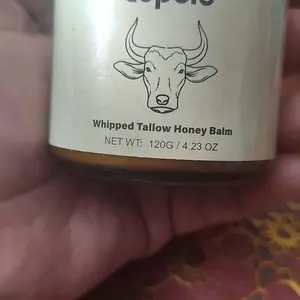 Whipped Tallow Honey Balm
NET WT: 120G / 4.23 OZ